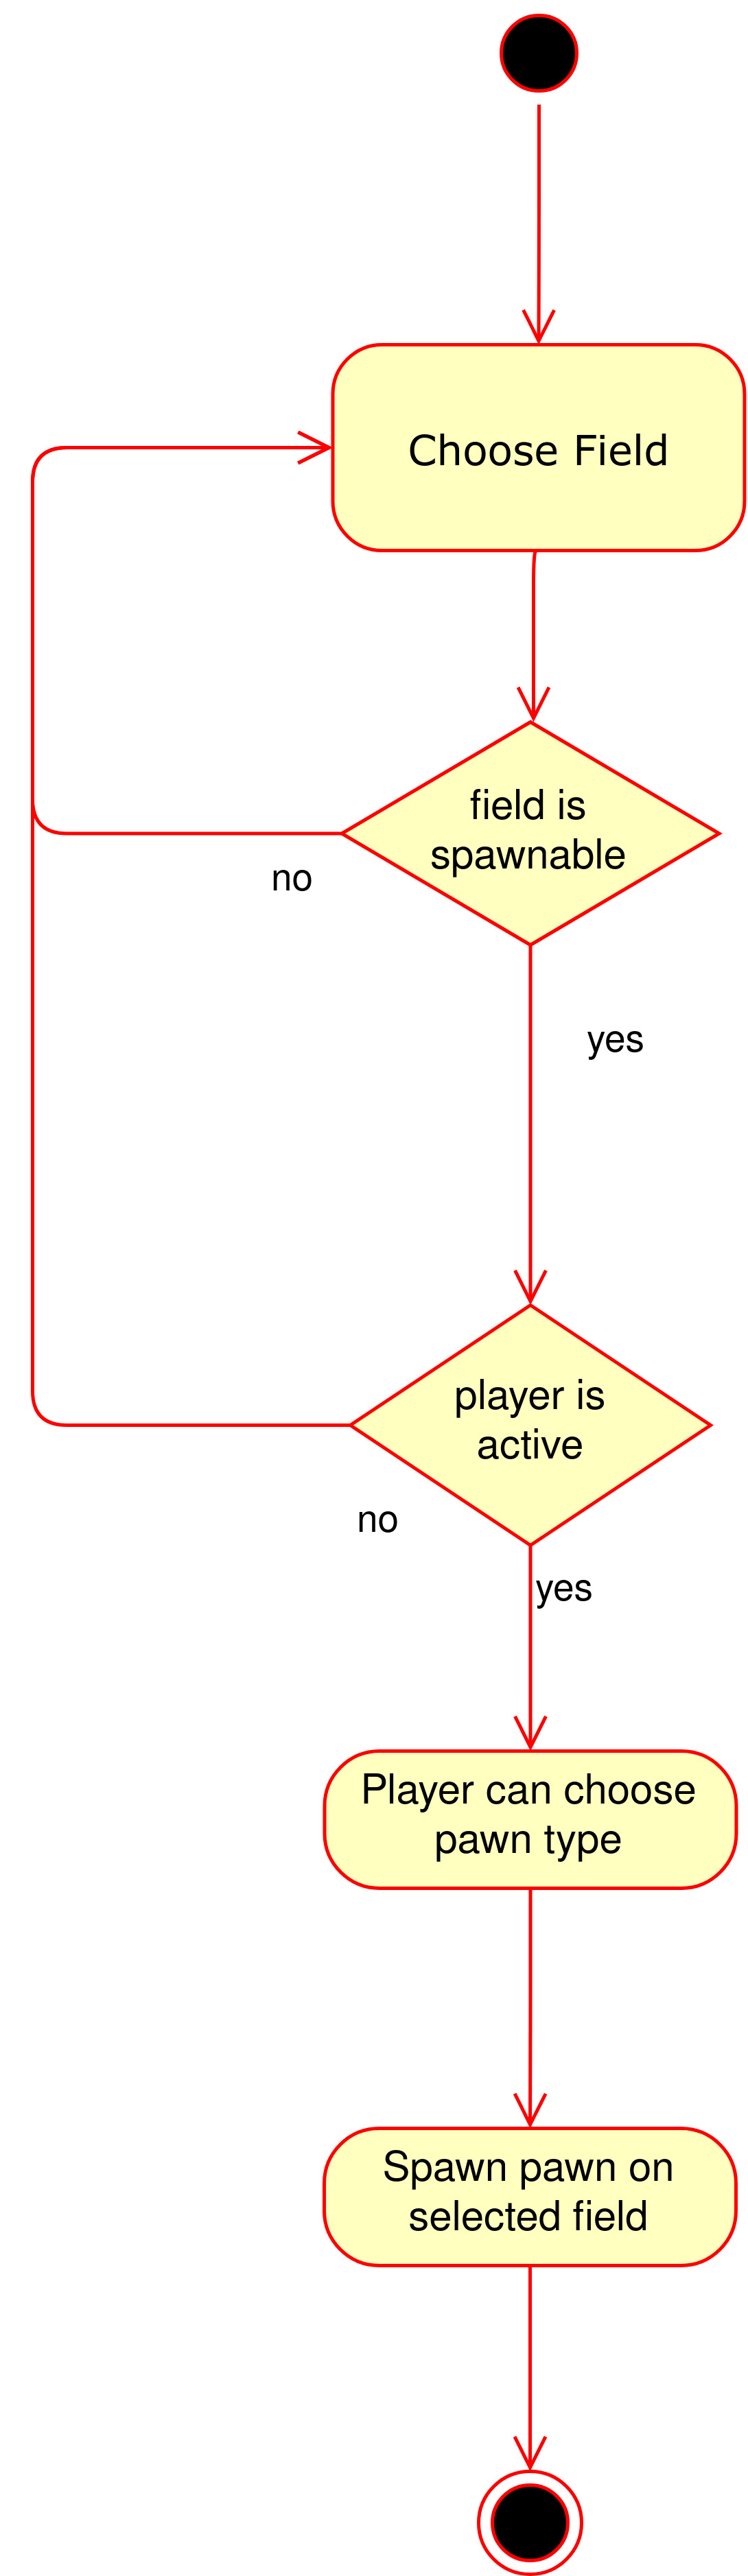 Choose Field
field is
spawnable
no
yes
player is
active
no
yes
Player can choose
pawn type
Spawn pawn on
selected field